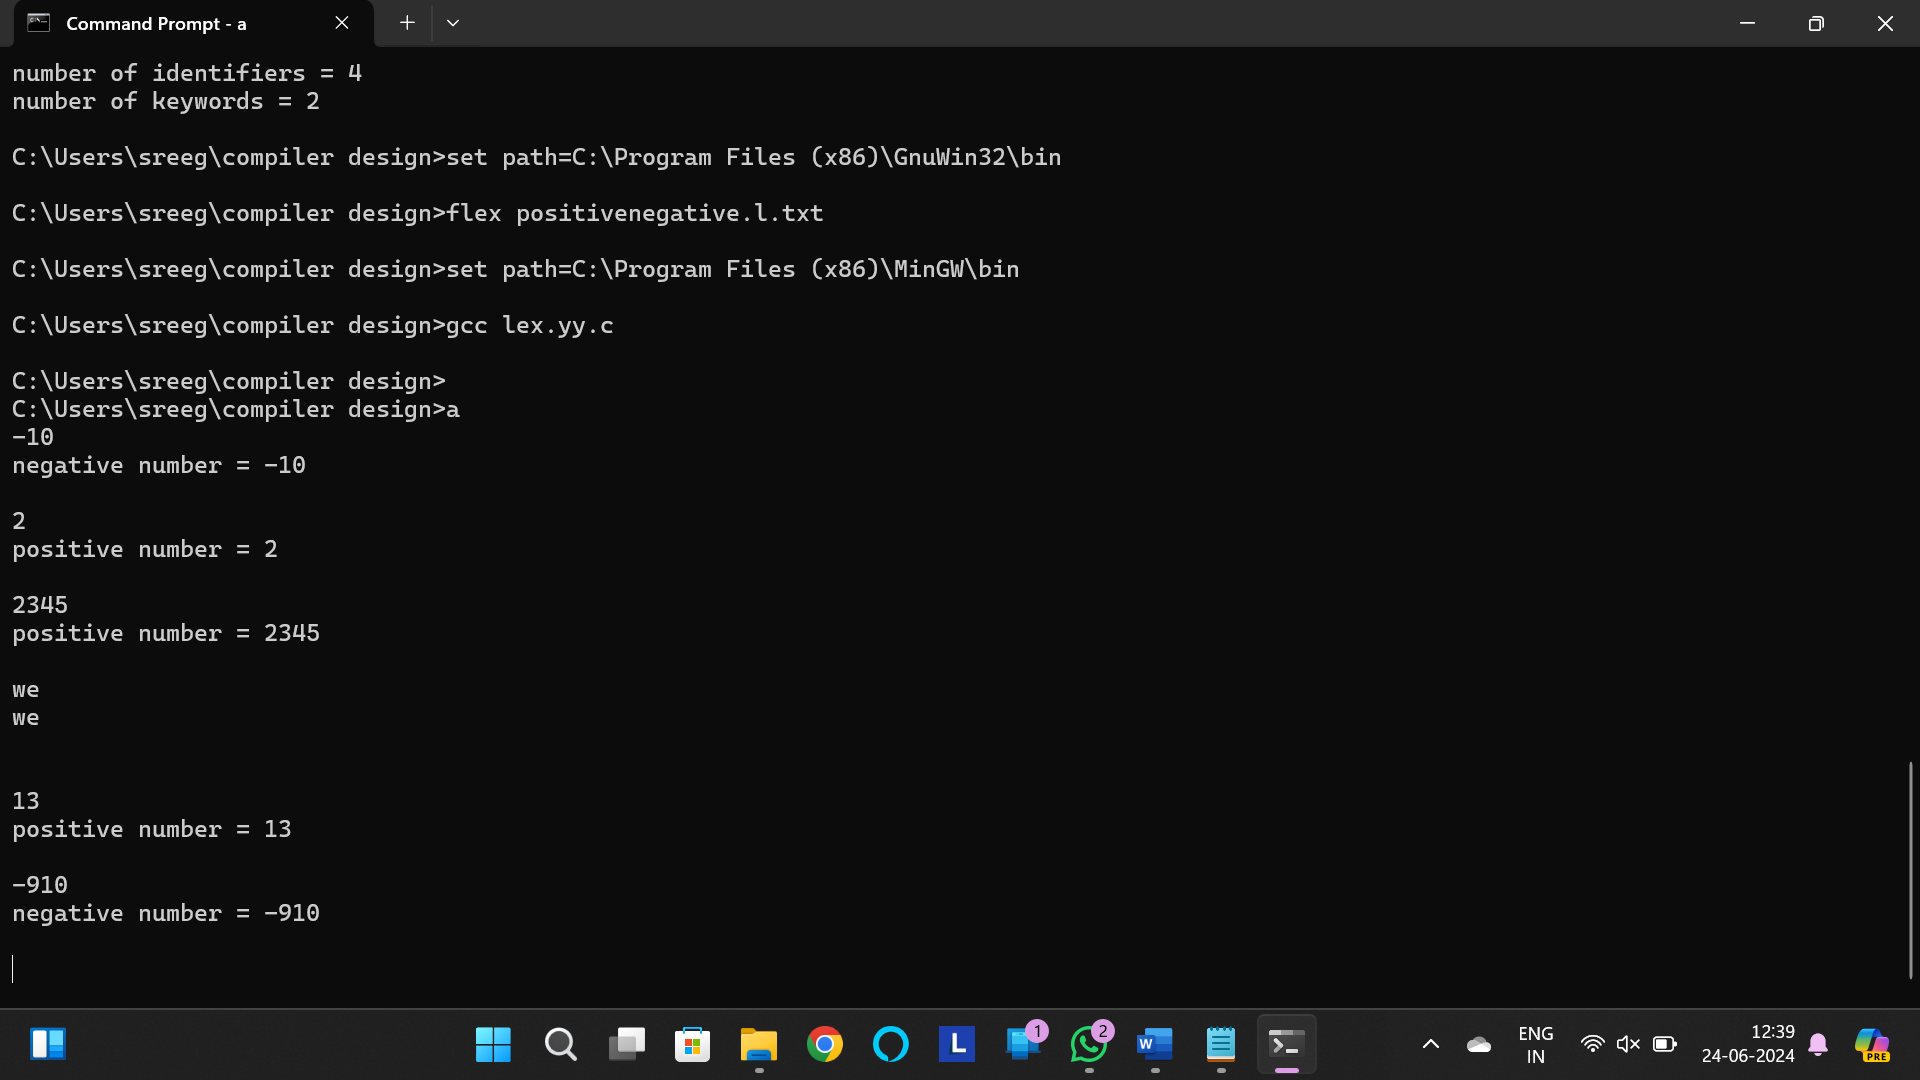 Command Prompt - a
number of identifiers = 4
number of keywords = 2
C:\Users\sreeg\compiler design>set path=C:\Program Files (x86)\GnuWin32\bin
C:\Users\sreeg\compiler design>flex positivenegative.l.txt
C:\Users\sreeg\compiler design>set path=C:\Program Files (x86)\MinGW\bin
C:\Users\sreeg\compiler design>gcc lex.yy.c
C:\Users\sreeg\compiler design>
C:\Users\sreeg\compiler design>a
-10
negative number = -10
2
positive number = 2
2345
positive number = 2345
we
we
13
positive number = 13
-910
negative number = -910
L
1
2
W
ENG
IN
12:39
24-06-2024
PRE